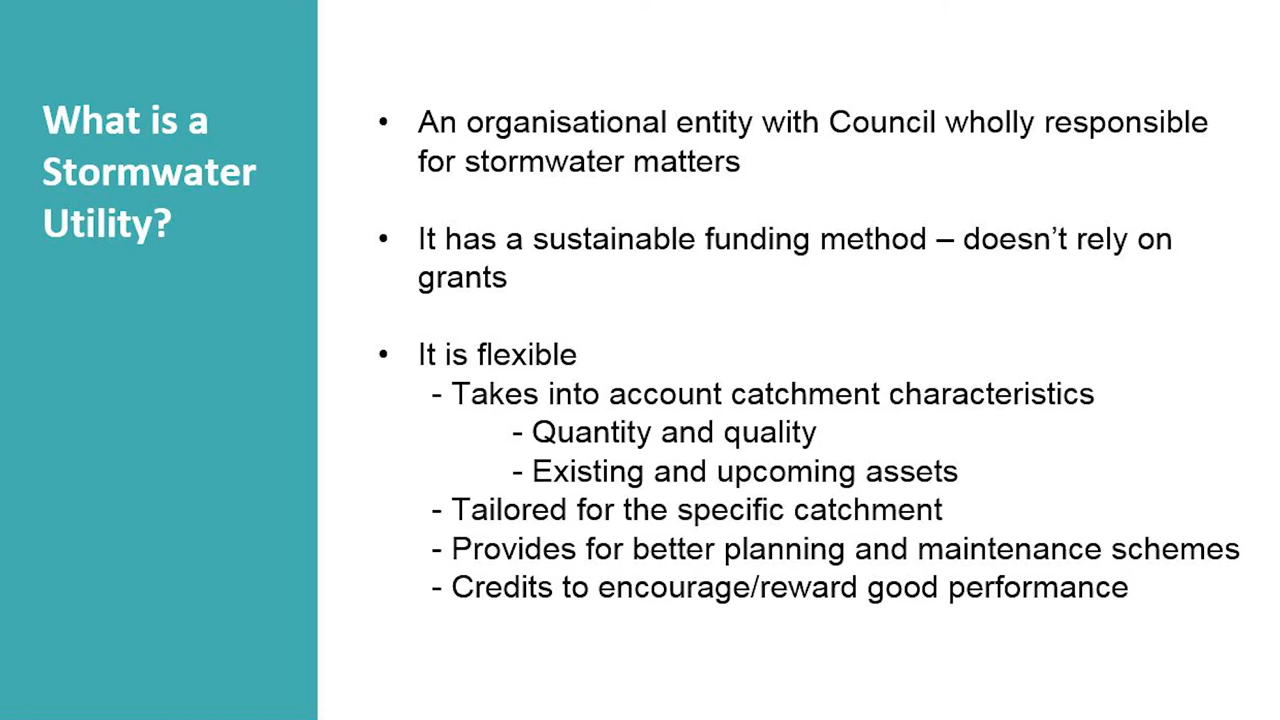 What is a
Stormwater
Utility?
• An organisational entity with Council wholly responsible
for stormwater matters
• It has a sustainable funding method – doesn’t rely on
grants
• It is flexible
- Takes into account catchment characteristics
- Quantity and quality
- Existing and upcoming assets
- Tailored for the specific catchment
- Provides for better planning and maintenance schemes
- Credits to encourage/reward good performance